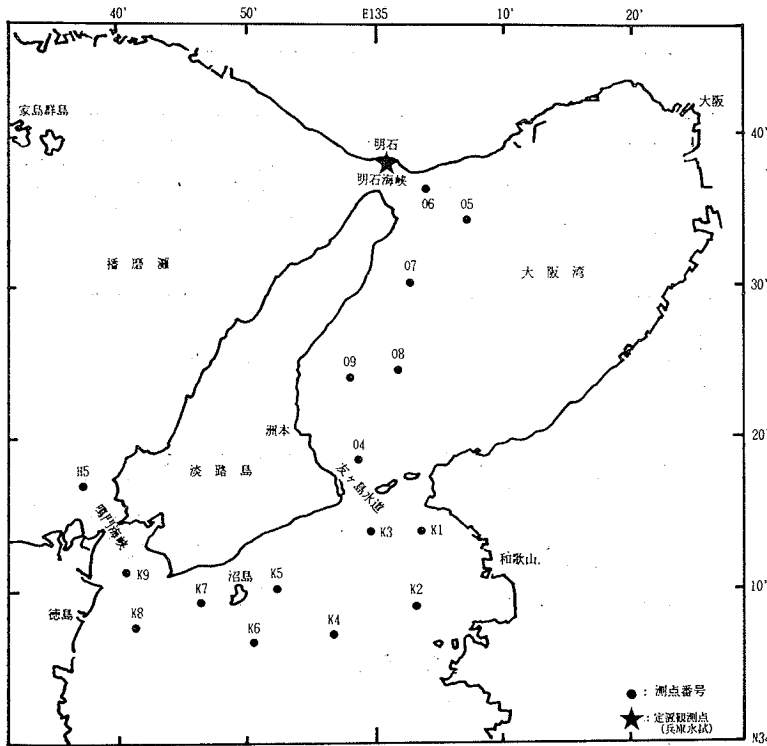 40'
50'
E135
10'
20'
大阪
家島群島
明石
40'
明石海峡
06
05
播磨灘
07
大阪湾
30'
09
08
洲本
20'
04
H5
淡路島
友ヶ島水道
鳴門海峡
K3
K1
和歌山
沼島
K5
10'
K9
K7
K2
徳島
K8
K6
K4
: 測点番号
: 定置観測点
(兵庫水試)
N34